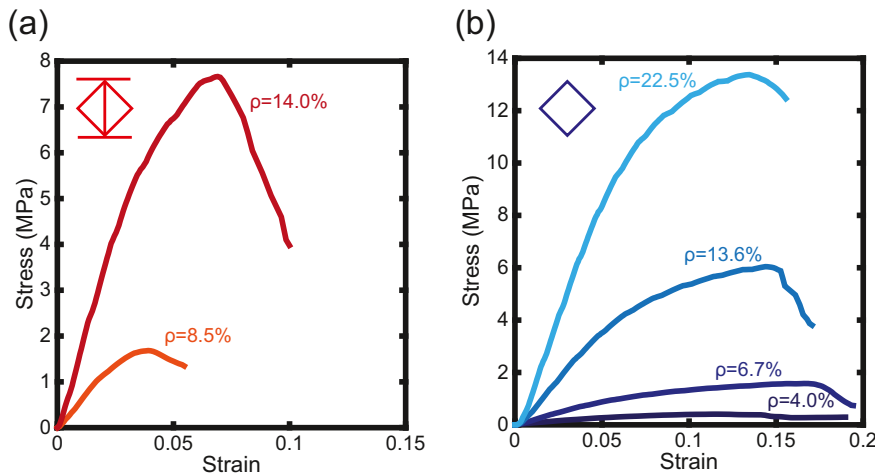 (a)
8
7
6
5
4
3
2
1
0
Stress (MPa)
ρ=14.0%
ρ=8.5%
0
0.05
0.1
0.15
Strain
(b)
14
12
10
8
6
4
2
0
Stress (MPa)
ρ=22.5%
ρ=13.6%
ρ=6.7%
ρ=4.0%
0
0.05
0.1
0.15
0.2
Strain